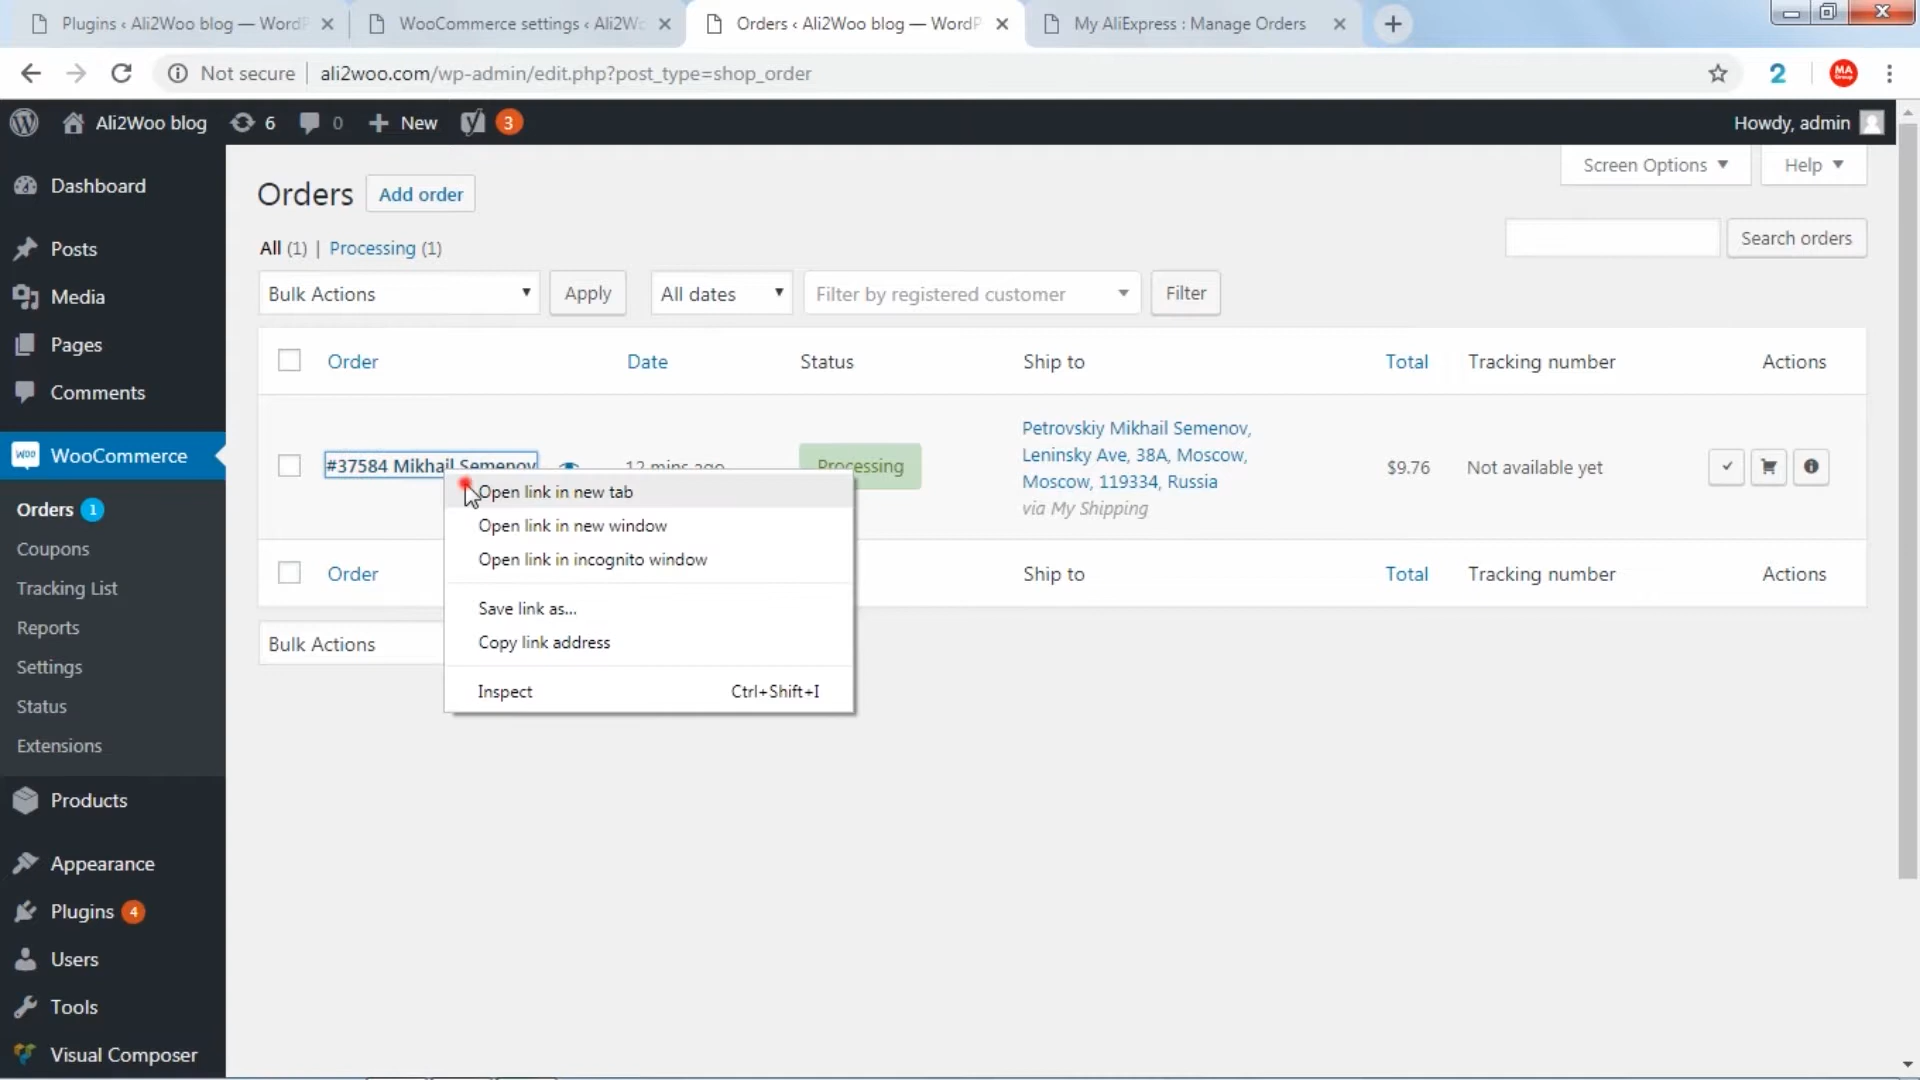 Plugins ‹ Ali2Woo blog — WordP
WooCommerce settings ‹ Ali2Wo
Orders ‹ Ali2Woo blog — WordP
My AliExpress : Manage Orders
Not secure
ali2woo.com/wp-admin/edit.php?post_type=shop_order
2
MA
Group
Ali2Woo blog
6
0
New
3
Howdy, admin
Dashboard
Posts
Media
Pages
Comments
Woo WooCommerce
Orders 1
Coupons
Tracking List
Reports
Settings
Status
Extensions
Products
Appearance
Plugins 4
Users
Tools
Visual Composer
Screen Options
Help
Orders
Add order
All (1) | Processing (1)
Search orders
Bulk Actions
Apply
All dates
Filter by registered customer
Filter
Order Date Status Ship to Total Tracking number Actions
#37584 Mikhail Semenov
12 mins ago
Processing
Petrovskiy Mikhail Semenov,
Leninsky Ave, 38A, Moscow,
Moscow, 119334, Russia
via My Shipping
$9.76
Not available yet
Order Ship to Total Tracking number Actions
Bulk Actions
Open link in new tab
Open link in new window
Open link in incognito window
Save link as...
Copy link address
Inspect Ctrl+Shift+I